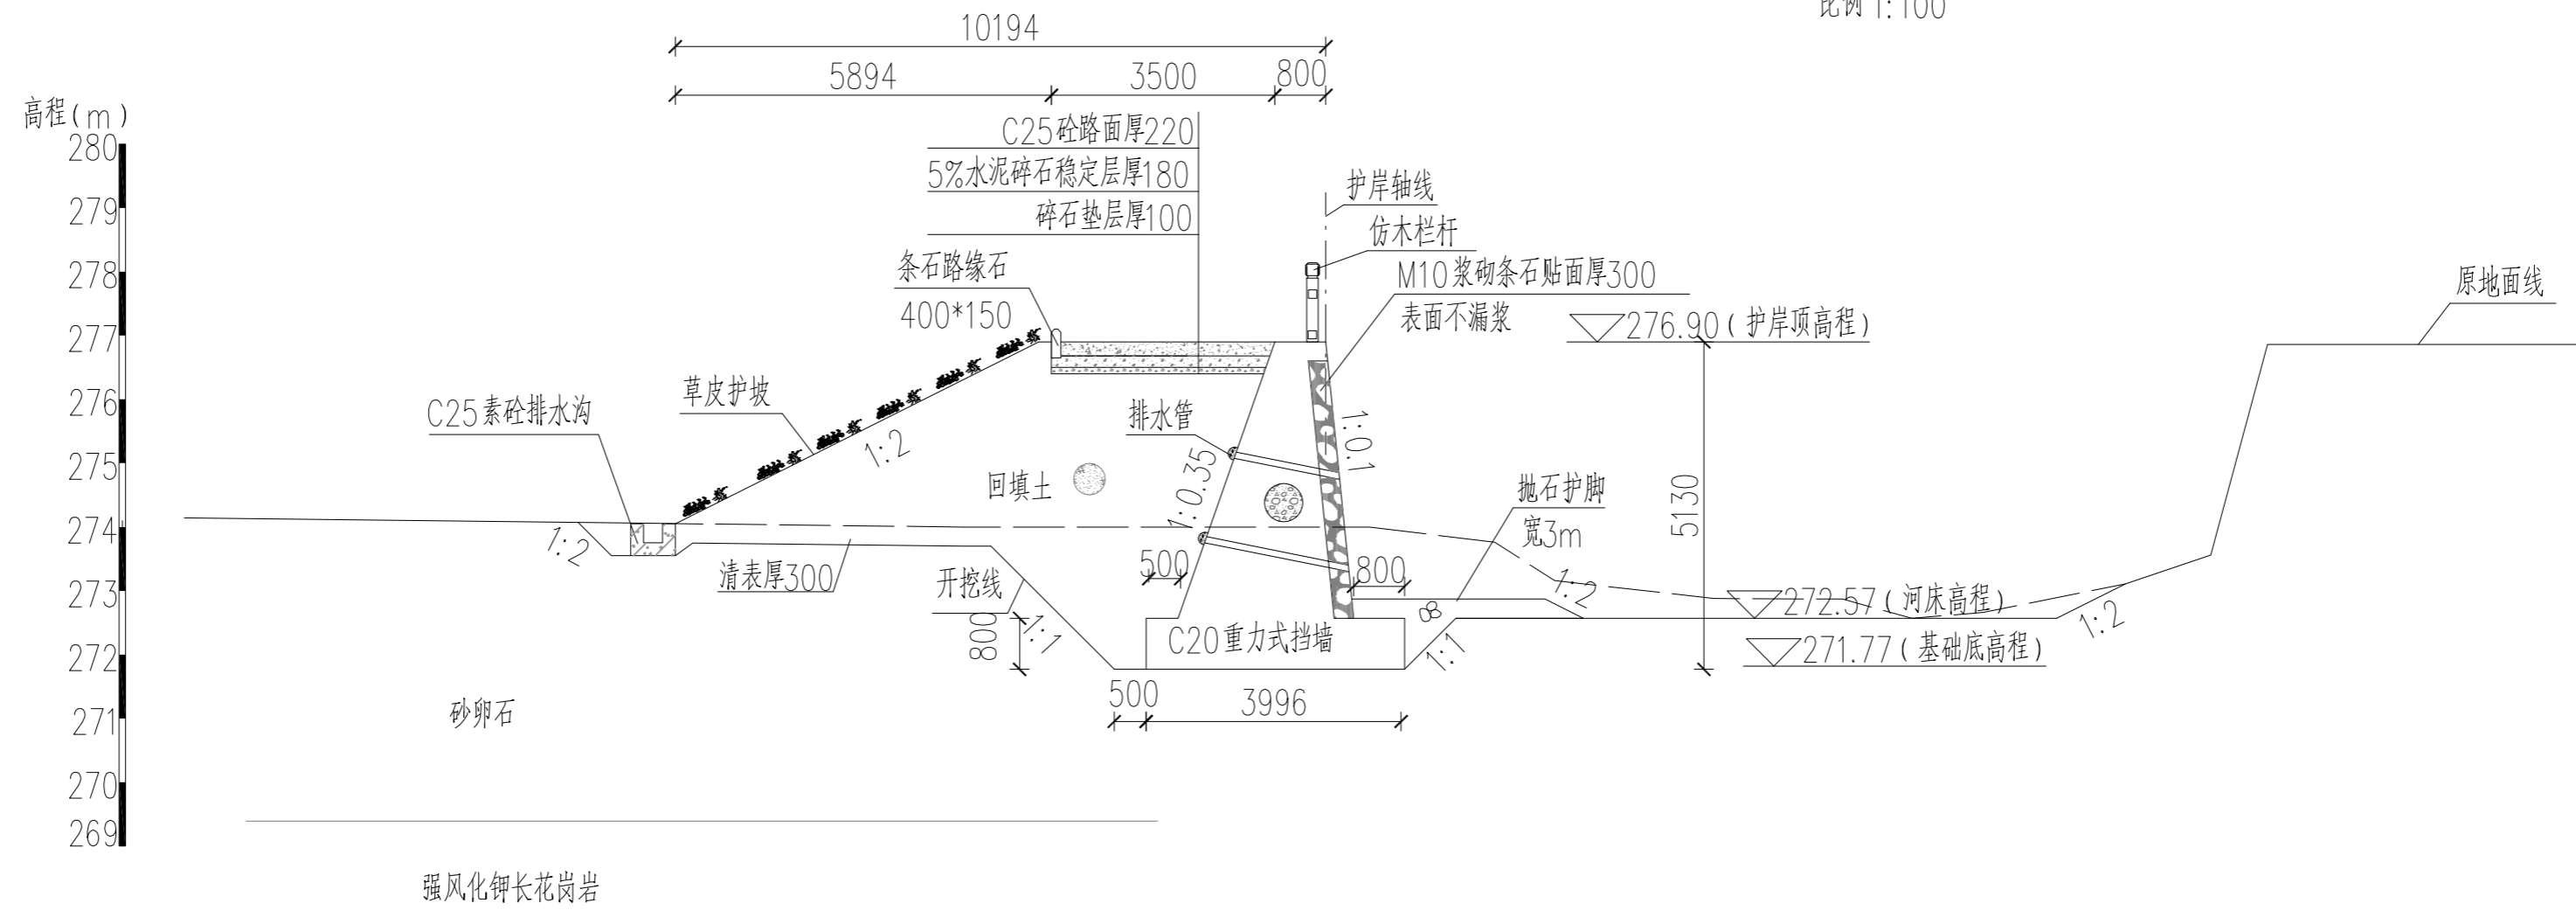 比例 1:100
10194
5894
3500
800
高程(m)
280
279
278
277
276
275
274
273
272
271
270
269
C25砼路面厚220
5%水泥碎石稳定层厚180
碎石垫层厚100
条石路缘石
400*150
护岸轴线
仿木栏杆
M10浆砌条石贴面厚300
表面不漏浆
276.90(护岸顶高程)
原地面线
草皮护坡
C25素砼排水沟
1:2
回填土
排水管
1:0.35
1:0.1
抛石护脚
宽3m
5130
1:2
清表厚300
开挖线
500
800
800
1:1
C20重力式挡墙
1:1
1:2
272.57(河床高程)
271.77(基础底高程)
1:2
500
3996
砂卵石
强风化钾长花岗岩